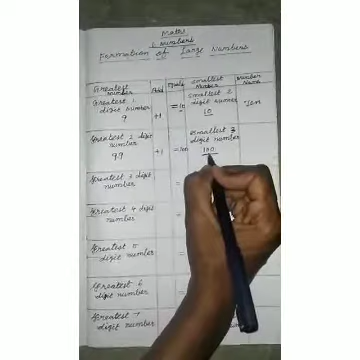 Maths
1. Numbers
Formation of Large Numbers
Greatest Number Add Equals Smallest Number Number Name
Greatest 1 digit number 9 +1 =10 Smallest 2 digit number 10 Ten
Greatest 2 digit number 99 +1 =100 Smallest 3 digit number 100
Greatest 3 digit number =
Greatest 4 digit number =
Greatest 5 digit number =
Greatest 6 digit number =
Greatest 7 digit number